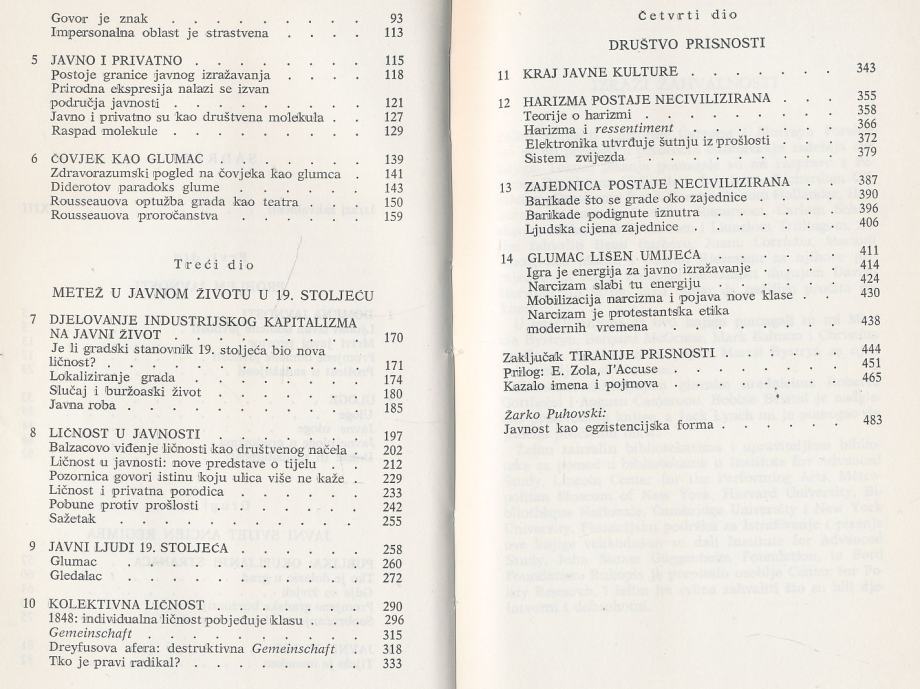 Govor je znak . . . . . . . . 93
Impersonalna oblast je strastvena . . . . 113
5 JAVNO I PRIVATNO . . . . . . . 115
Postoje granice javnog izražavanja . . . . 118
Prirodna ekspresija nalazi se izvan
područja javnosti . . . . . . . . 121
Javno i privatno su kao društvena molekula . . 127
Raspad molekule . . . . . . . . 129
6 ČOVJEK KAO GLUMAC . . . . . . 139
Zdravorazumski pogled na čovjeka kao glumca . 141
Diderotov paradoks glume . . . . . . 143
Rousseauova optužba grada kao teatra . . . 150
Rousseauova proročanstva . . . . . . 159
Treći dio
METEŽ U JAVNOM ŽIVOTU U 19. STOLJEĆU
7 DJELOVANJE INDUSTRIJSKOG KAPITALIZMA
NA JAVNI ŽIVOT . . . . . . . . 170
Je li gradski stanovnik 19. stoljeća bio nova
ličnost? . . . . . . . . . . 171
Lokaliziranje grada . . . . . . . 174
Slučaj i buržoaski život . . . . . . 180
Javna roba . . . . . . . . . 185
8 LIČNOST U JAVNOSTI . . . . . . 197
Balzacovo viđenje ličnosti kao društvenog načela . 202
Ličnost u javnosti: nove predstave o tijelu . . 212
Pozornica govori istinu koju ulica više ne kaže . 229
Ličnost i privatna porodica . . . . . 233
Pobune protiv prošlosti . . . . . . 242
Sažetak . . . . . . . . . . 255
9 JAVNI LJUDI 19. STOLJEĆA . . . . . 258
Glumac . . . . . . . . . . 260
Gledalac . . . . . . . . . . 272
10 KOLEKTIVNA LIČNOST . . . . . . 290
1848: individualna ličnost pobjeđuje klasu . . . 296
Gemeinschaft . . . . . . . . . 315
Dreyfusova afera: destruktivna Gemeinschaft . . 318
Tko je pravi radikal? . . . . . . . 333
Četvrti dio
DRUŠTVO PRISNOSTI
11 KRAJ JAVNE KULTURE . . . . . . 343
12 HARIZMA POSTAJE NECIVILIZIRANA . . . 355
Teorije o harizmi . . . . . . . . 358
Harizma i ressentiment . . . . . . 366
Elektronika utvrđuje šutnju iz prošlosti . . . 372
Sistem zvijezda . . . . . . . . 379
13 ZAJEDNICA POSTAJE NECIVILIZIRANA . . . 387
Barikade što se grade oko zajednice . . . . 390
Barikade podignute iznutra . . . . . 396
Ljudska cijena zajednice . . . . . . 406
14 GLUMAC LIŠEN UMIJEĆA . . . . . 411
Igra je energija za javno izražavanje . . . . 414
Narcizam slabi tu energiju . . . . . 424
Mobilizacija narcizma i pojava nove klase . . 430
Narcizam je protestantska etika
modernih vremena . . . . . . . 438
Zaključak TIRANIJE PRISNOSTI . . . . . 444
Prilog: E. Zola, J'Accuse . . . . . . . 451
Kazalo imena i pojmova . . . . . . . 465
Žarko Puhovski:
Javnost kao egzistencijska forma . . . . . 483